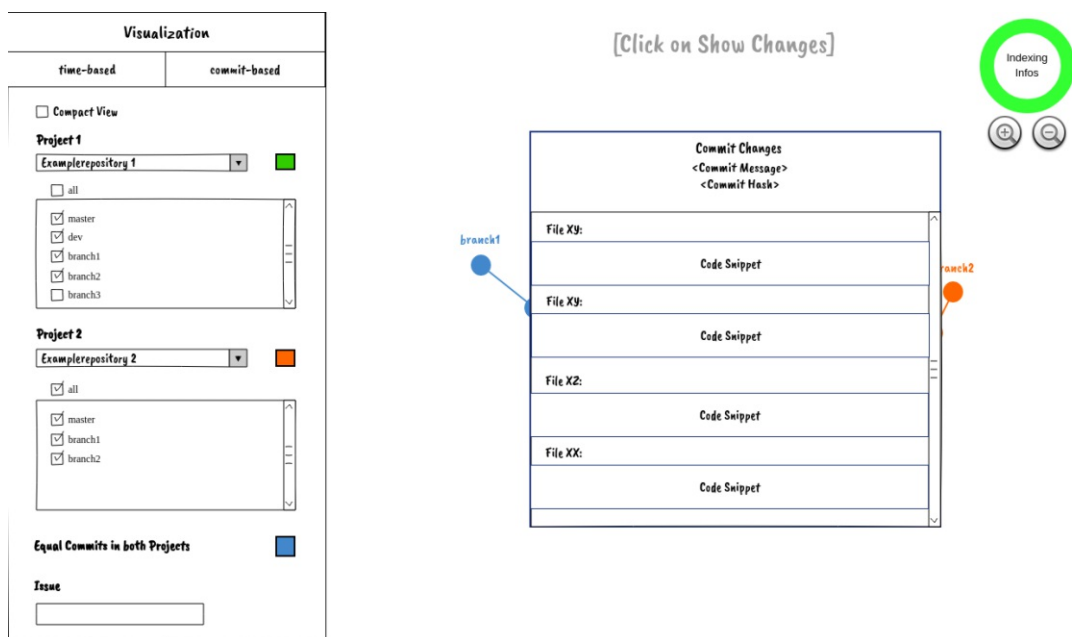 Visualization
time-based
commit-based
Compact View
Project 1
Examplerepository 1
all
master
dev
branch1
branch2
branch3
Project 2
Examplerepository 2
all
master
branch1
branch2
Equal Commits in both Projects
Issue
[Click on Show Changes]
Indexing
Infos
Commit Changes
<Commit Message>
<Commit Hash>
File XY:
Code Snippet
File XY:
Code Snippet
File XZ:
Code Snippet
File XX:
Code Snippet
branch1
ranch2